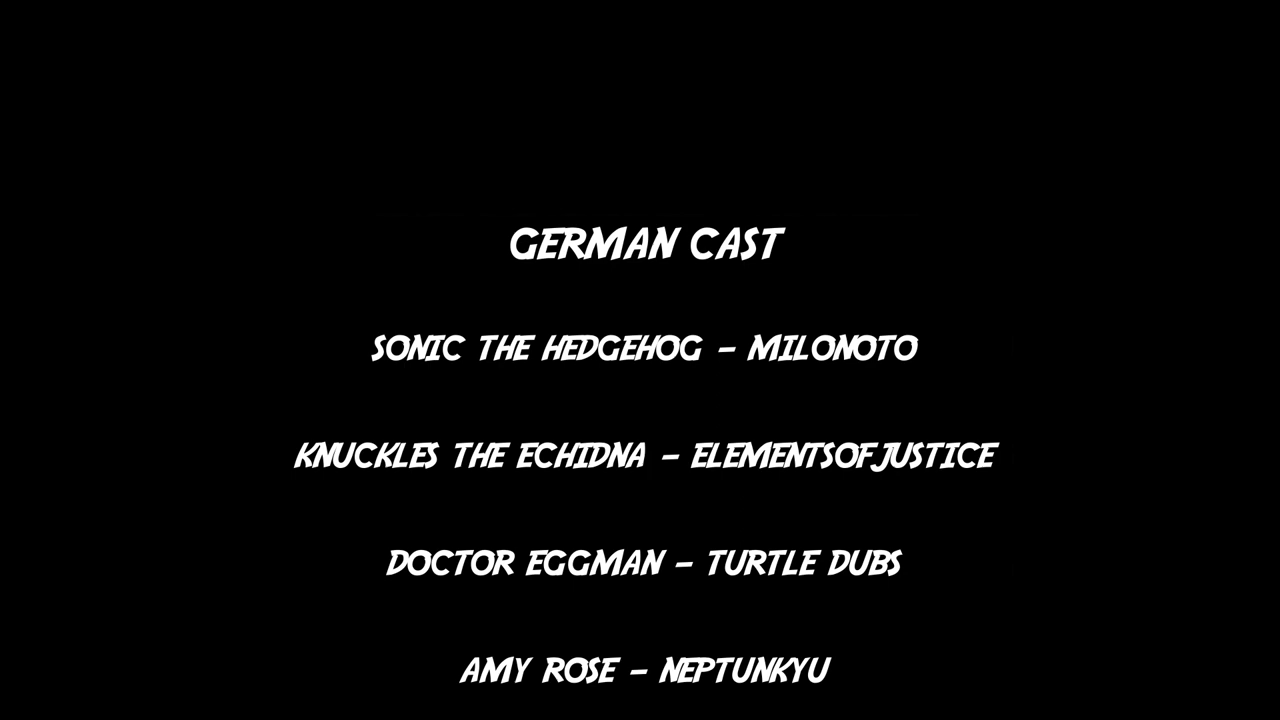 GERMAN CAST
SONIC THE HEDGEHOG - MILONOTO
KNUCKLES THE ECHIDNA - ELEMENTSOFJUSTICE
DOCTOR EGGMAN - TURTLE DUBS
AMY ROSE - NEPTUNKYU